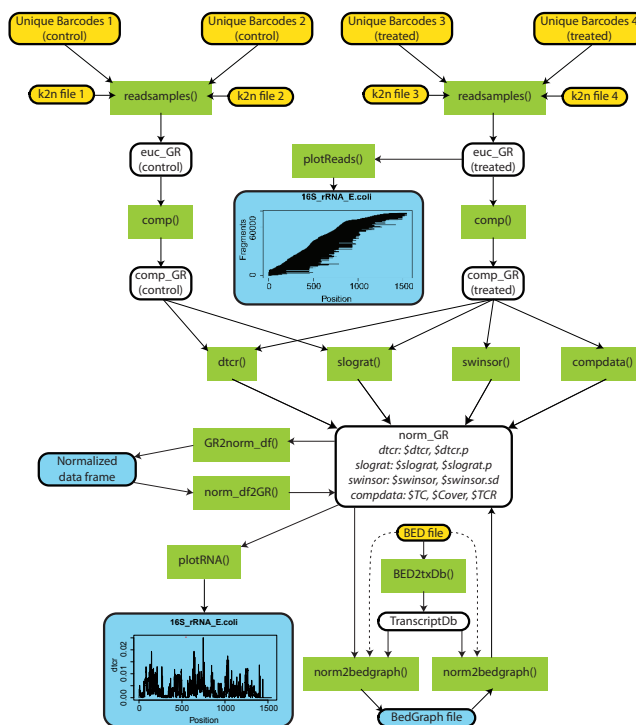 Unique Barcodes 1
(control)
Unique Barcodes 2
(control)
Unique Barcodes 3
(treated)
Unique Barcodes 4
(treated)
k2n file 1
readsamples()
k2n file 2
k2n file 3
readsamples()
k2n file 4
euc_GR
(control)
plotReads()
euc_GR
(treated)
comp()
16S_rRNA_E.coli
Fragments
0
60000
0
500
1000
1500
Position
comp()
comp_GR
(control)
comp_GR
(treated)
dtcr()
slograt()
swinsor()
compdata()
norm_GR
dtcr: $dtcr, $dtcr.p
slograt: $slograt, $slograt.p
swinsor: $swinsor, $swinsor.sd
compdata: $TC, $Cover, $TCR
GR2norm_df()
Normalized
data frame
norm_df2GR()
plotRNA()
BED file
BED2txDb()
TranscriptDb
16S_rRNA_E.coli
dtcr
0.00
0.01
0.02
0
500
1000
1500
Position
norm2bedgraph()
norm2bedgraph()
BedGraph file